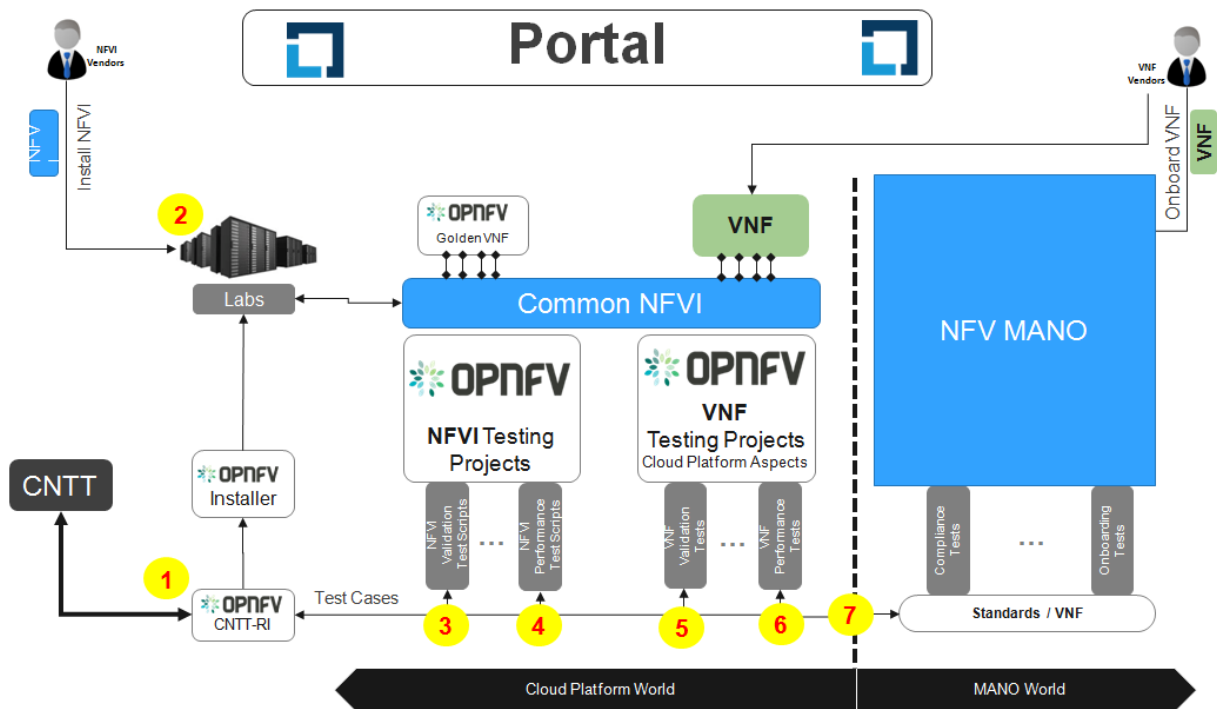 Portal
NFVI
Vendors
VNF
Vendors
NFV
I
Install NFVI
Onboard VNF
VNF
2
OPNFV
Golden VNF
VNF
Labs
Common NFVI
NFV MANO
OPNFV
NFVI Testing
Projects
OPNFV
VNF
Testing Projects
Cloud Platform Aspects
CNTT
OPNFV
Installer
NFVI
Validation
Test Scripts
...
NFVI
Performance
Test Scripts
VNF
Validation
Tests
...
VNF
Performance
Tests
Compliance
Tests
...
Onboarding
Tests
1
OPNFV
CNTT-RI
Test Cases
3
4
5
6
7
Standards / VNF
Cloud Platform World
MANO World